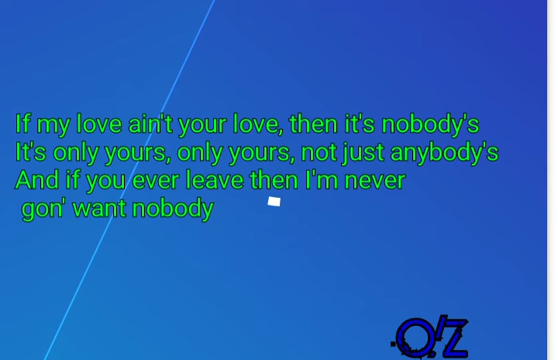 If my love ain't your love, then it's nobody's
It's only yours, only yours, not just anybody's
And if you ever leave then I'm never
gon' want nobody
O'Z